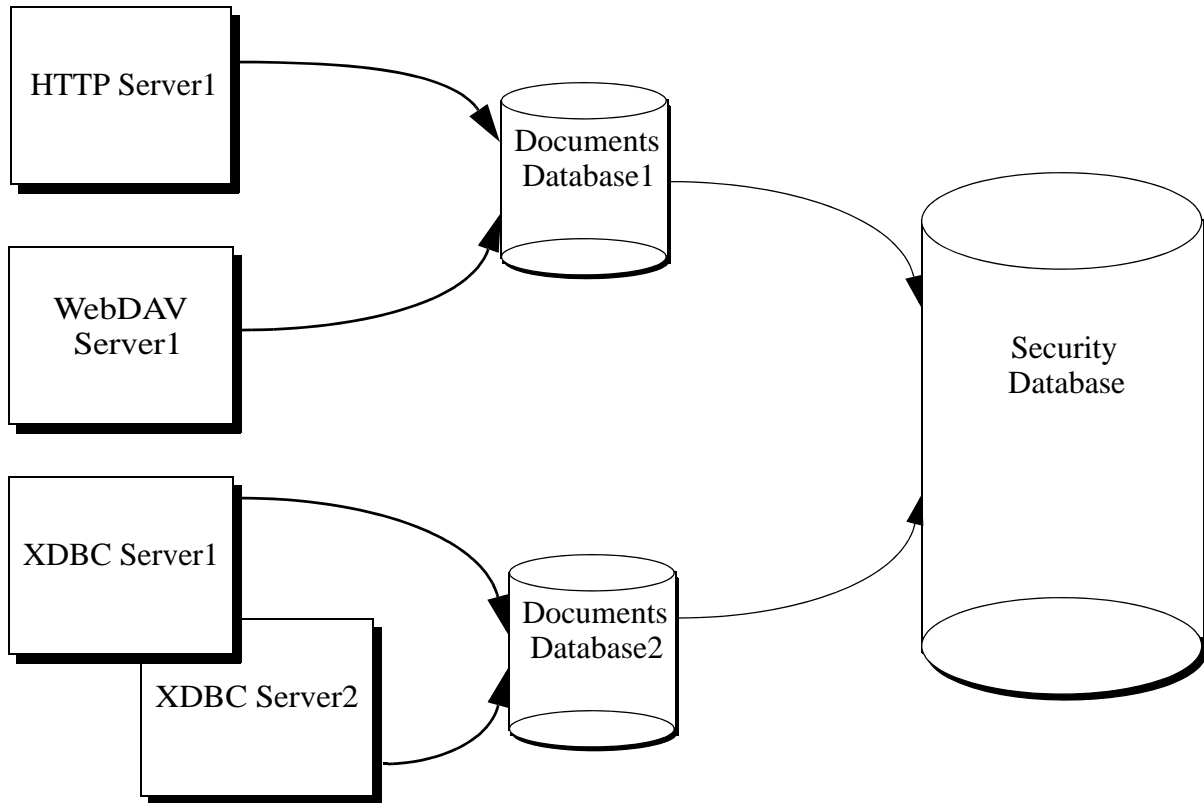 HTTP Server1
Documents
Database1
WebDAV
Server1
Security
Database
XDBC Server1
Documents
Database2
XDBC Server2